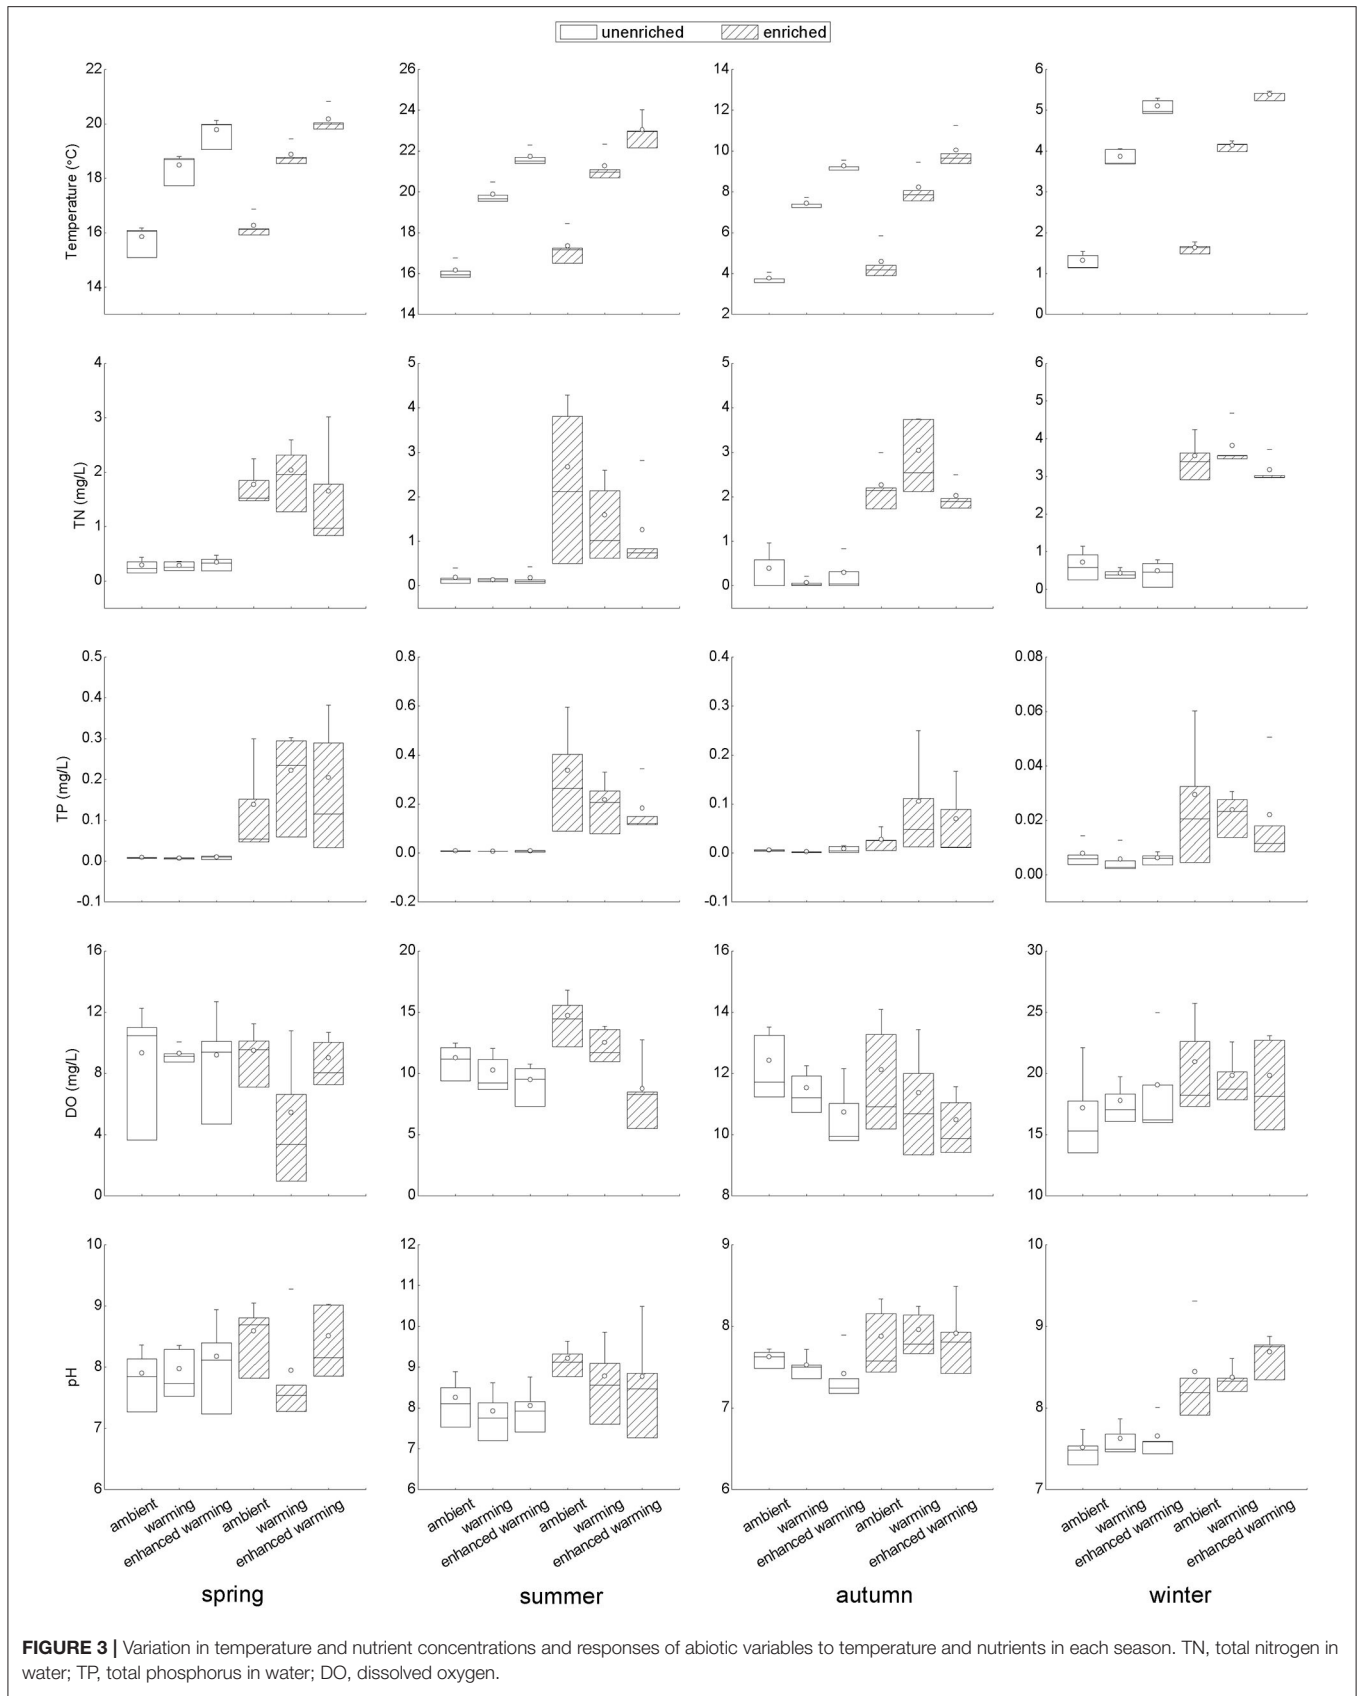 unenriched enriched
22 26 14 6
20 24 12 5
18 22 10 4
16 20 8 3
14 18 6 2
16 4 1
14 2 0
Temperature (°C)
4 5 5 6
3 4 4 5
2 3 3 4
1 2 2 3
0 1 1 2
0 0 1
0
TN (mg/L)
0.5 0.8 0.4 0.08
0.4 0.6 0.3 0.06
0.3 0.4 0.2 0.04
0.2 0.2 0.1 0.02
0.1 0.0 0.0 0.00
0.0 -0.2 -0.1
-0.1
TP (mg/L)
16 20 16 30
12 15 14 25
8 10 12 20
4 5 10 15
0 0 8 10
DO (mg/L)
10 12 9 10
9 11 8 9
8 10 7 8
7 9 6 7
6 8
7
6
pH
ambient warming enhanced warming ambient warming enhanced warming
ambient warming enhanced warming ambient warming enhanced warming
ambient warming enhanced warming ambient warming enhanced warming
ambient warming enhanced warming ambient warming enhanced warming
spring summer autumn winter
FIGURE 3 | Variation in temperature and nutrient concentrations and responses of abiotic variables to temperature and nutrients in each season. TN, total nitrogen in
water; TP, total phosphorus in water; DO, dissolved oxygen.